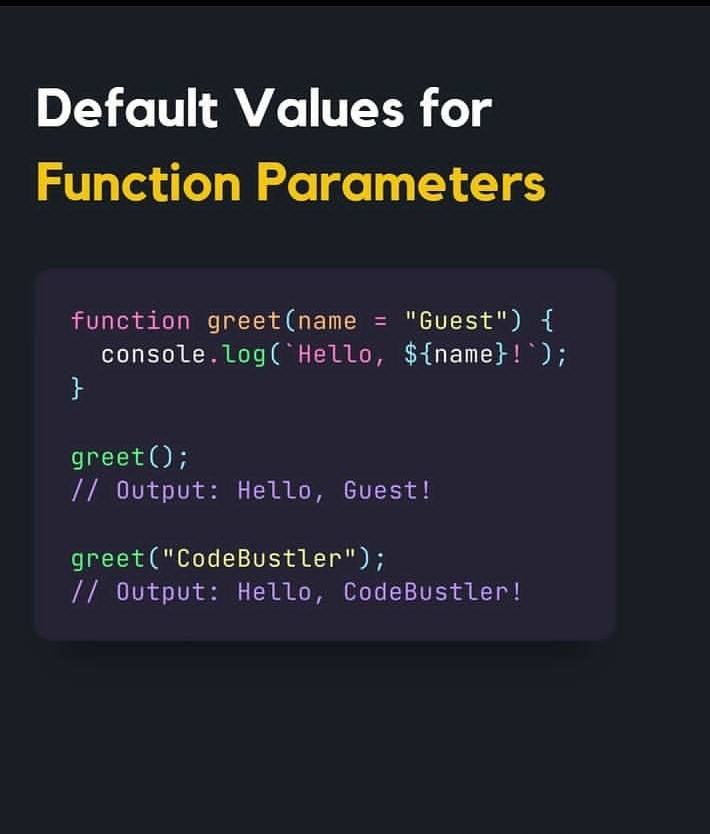 Default Values for
Function Parameters
function greet(name = "Guest") {
  console.log(`Hello, ${name}!`);
}
greet();
// Output: Hello, Guest!
greet("CodeBustler");
// Output: Hello, CodeBustler!